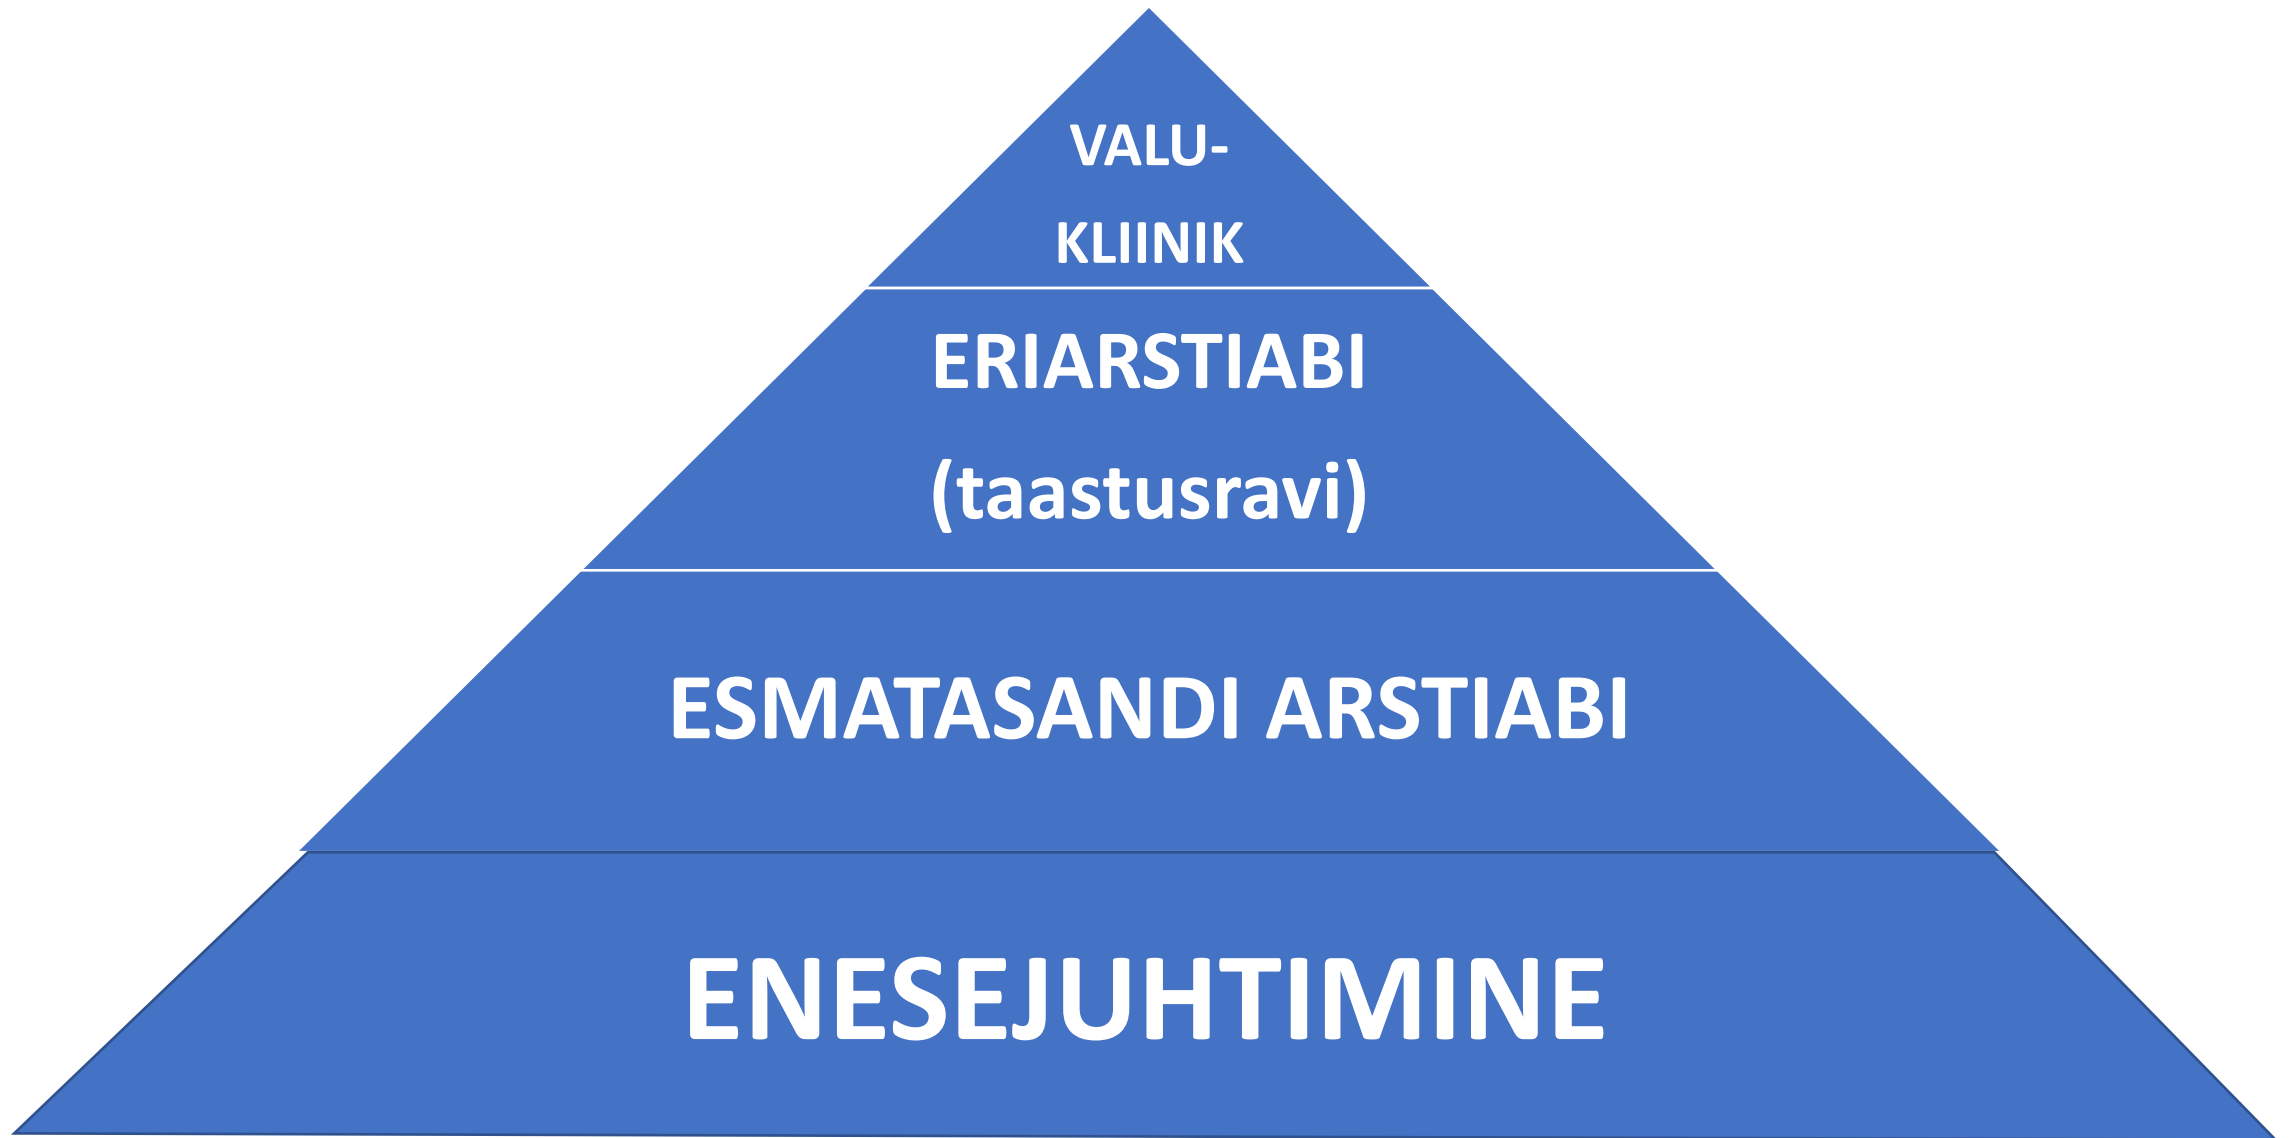 VALU-
KLIINIK
ERIARSTIABI
(taastusravi)
ESMATASANDI ARSTIABI
ENESEJUHTIMINE